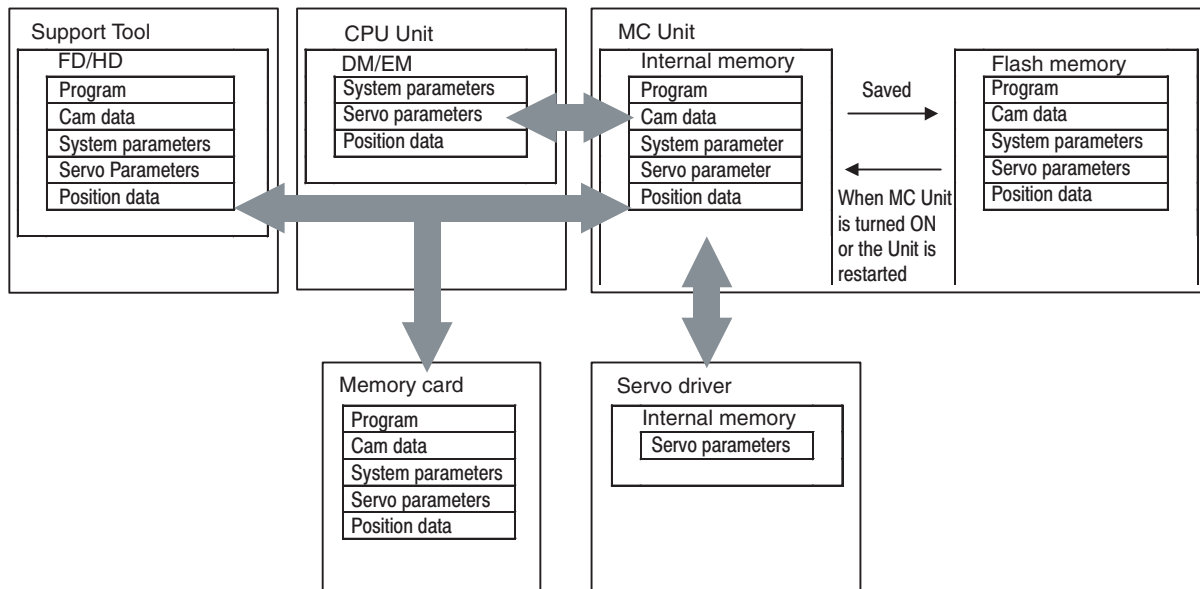 Support Tool
FD/HD
Program
Cam data
System parameters
Servo Parameters
Position data
CPU Unit
DM/EM
System parameters
Servo parameters
Position data
MC Unit
Internal memory
Program
Cam data
System parameter
Servo parameter
Position data
Saved
When MC Unit
is turned ON
or the Unit is
restarted
Flash memory
Program
Cam data
System parameters
Servo parameters
Position data
Memory card
Program
Cam data
System parameters
Servo parameters
Position data
Servo driver
Internal memory
Servo parameters